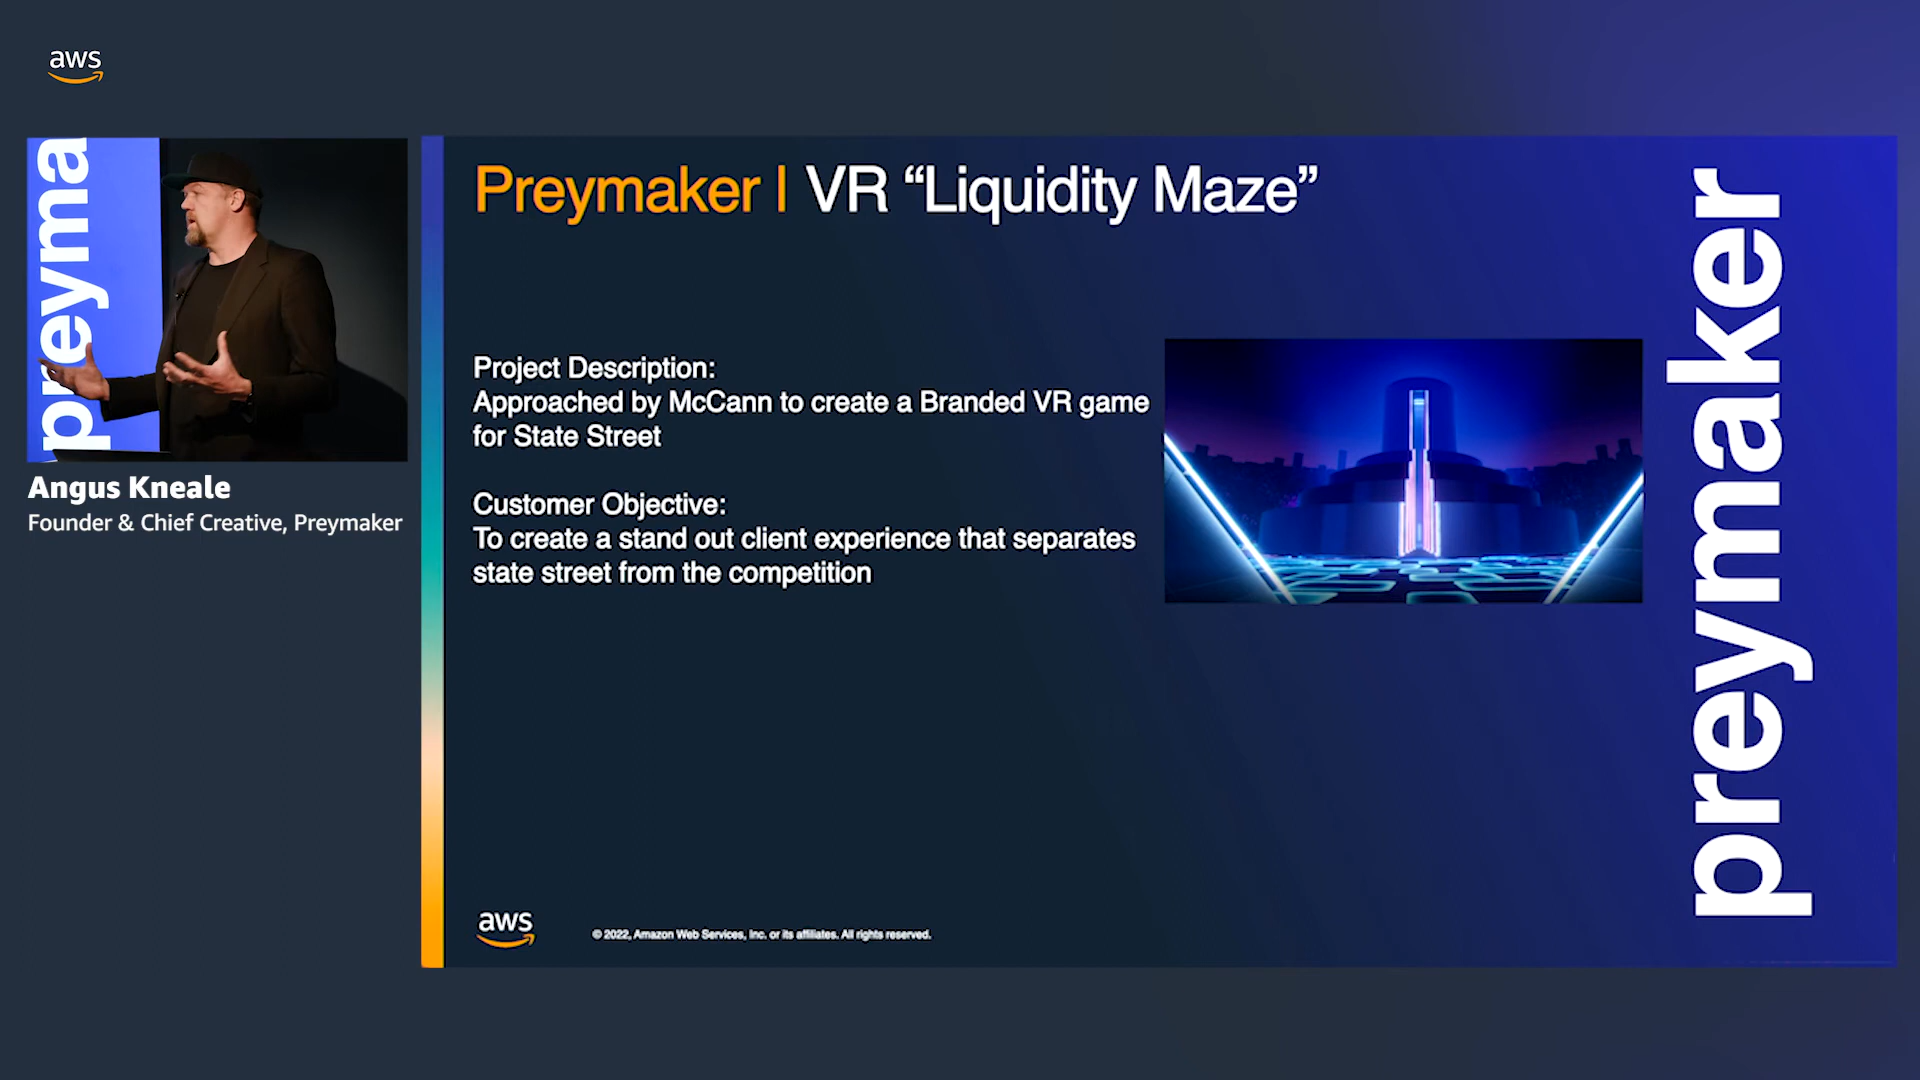 aws
preyma
Angus Kneale
Founder & Chief Creative, Preymaker
Preymaker | VR “Liquidity Maze”
Project Description:
Approached by McCann to create a Branded VR game
for State Street
Customer Objective:
To create a stand out client experience that separates
state street from the competition
preymaker
aws
© 2022, Amazon Web Services, Inc. or its affiliates. All rights reserved.